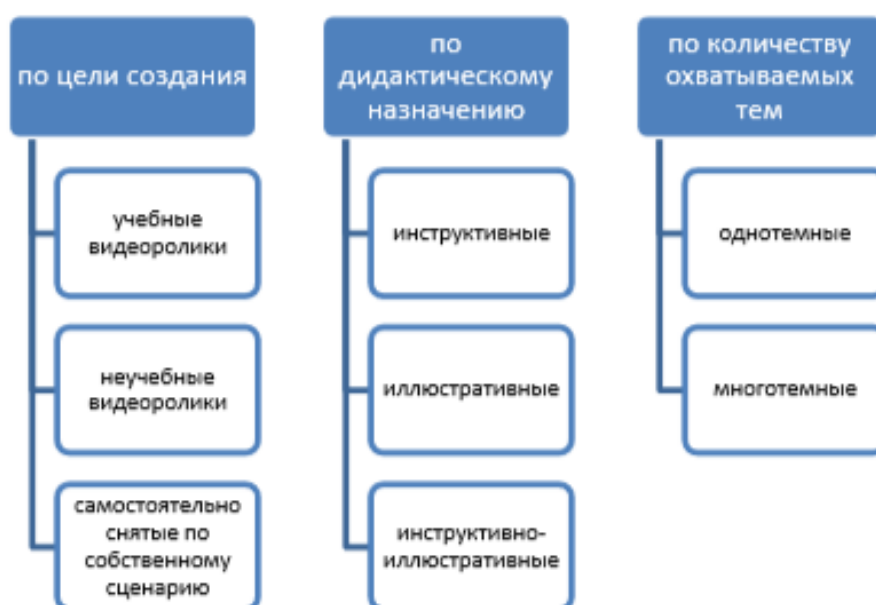 по цели создания
учебные
видеоролики
неучебные
видеоролики
самостоятельно
снятые по
собственному
сценарию
по
дидактическому
назначению
инструктивные
иллюстративные
инструктивно-
иллюстративные
по количеству
охватываемых
тем
однотемные
многотемные